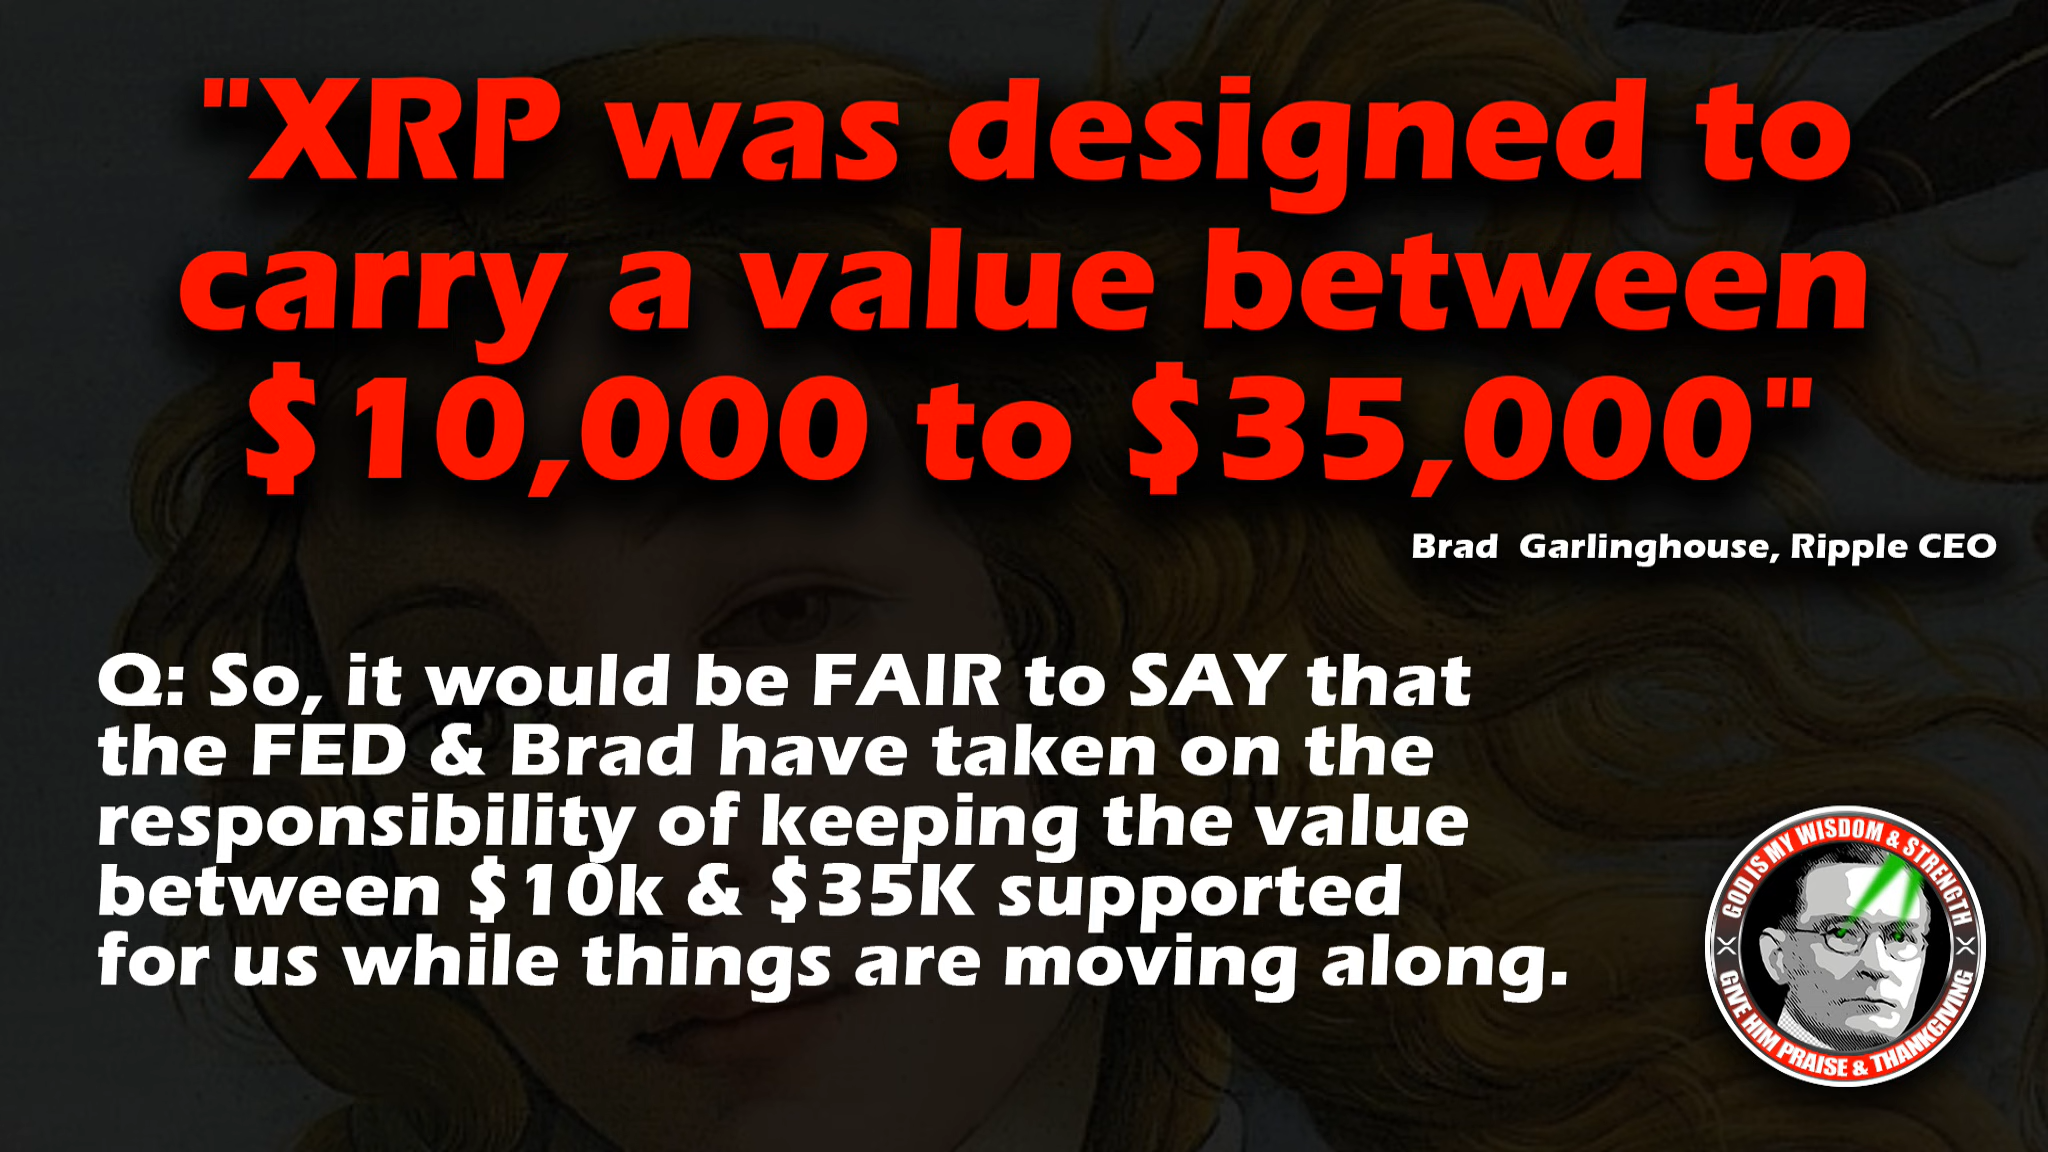 "XRP was designed to
carry a value between
$10,000 to $35,000"
Brad Garlinghouse, Ripple CEO
Q: So, it would be FAIR to SAY that
the FED & Brad have taken on the
responsibility of keeping the value
between $10k & $35K supported
for us while things are moving along.
GOD IS MY WISDOM & STRENGTH
X X
GIVE HIM PRAISE & THANKGIVING